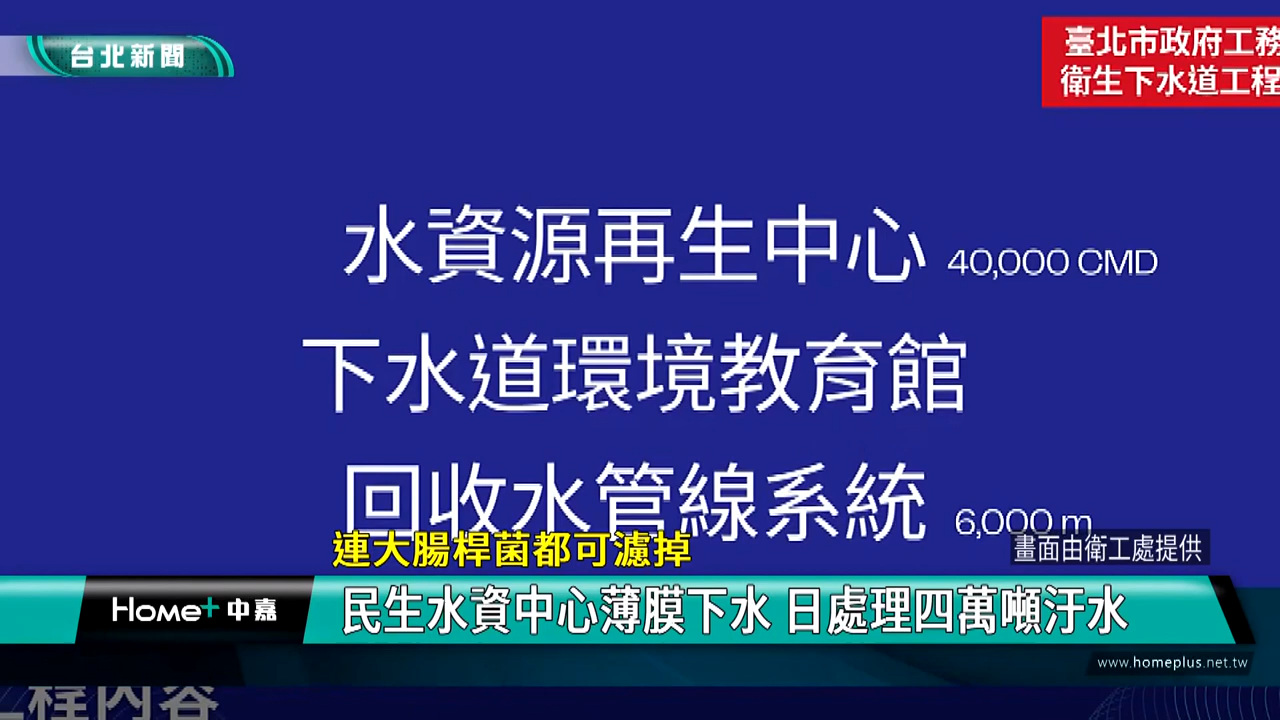 台北新聞
臺北市政府工務
衛生下水道工程
水資源再生中心 40,000 CMD
下水道環境教育館
回收水管線系統 6,000 m
連大腸桿菌都可濾掉
畫面由衛工處提供
Home+中嘉
民生水資中心薄膜下水 日處理四萬噸汙水
www.homeplus.net.tw
工程內容